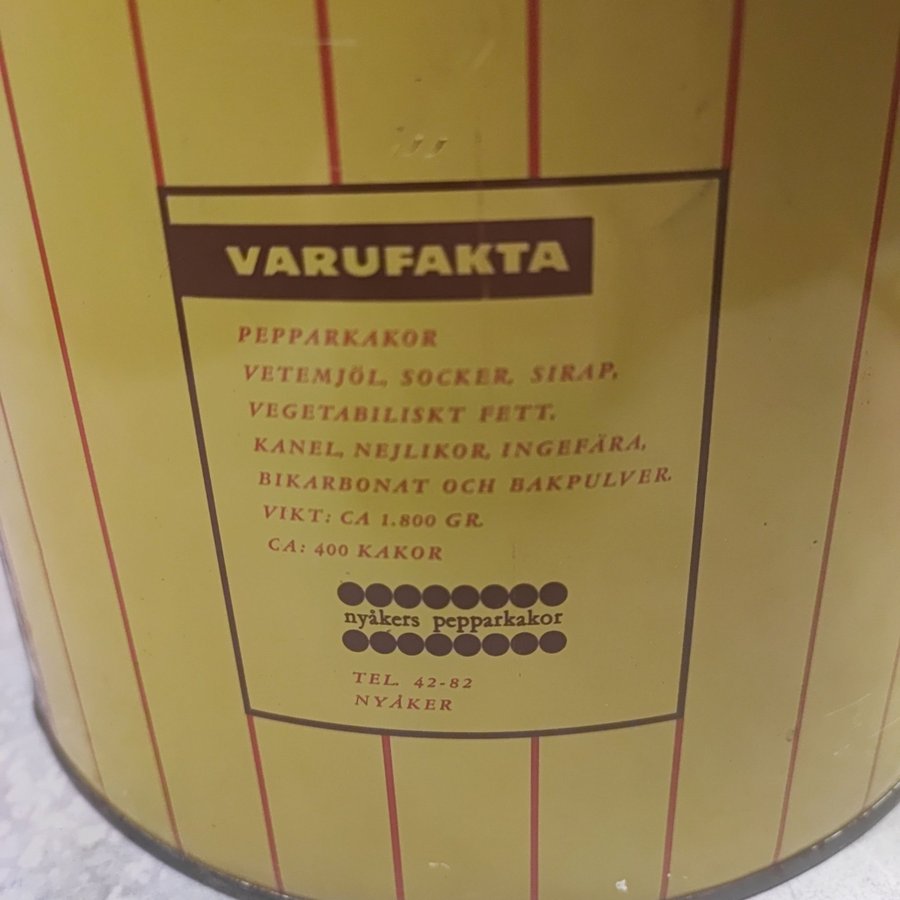 VARUFAKTA
PEPPARKAKOR
VETEMJÖL, SOCKER, SIRAP,
VEGETABILISKT FETT,
KANEL, NEJLIKOR, INGEFÄRA,
BIKARBONAT OCH BAKPULVER.
VIKT: CA 1.800 GR.
CA: 400 KAKOR
nyåkers pepparkakor
TEL. 42-82
NYÅKER